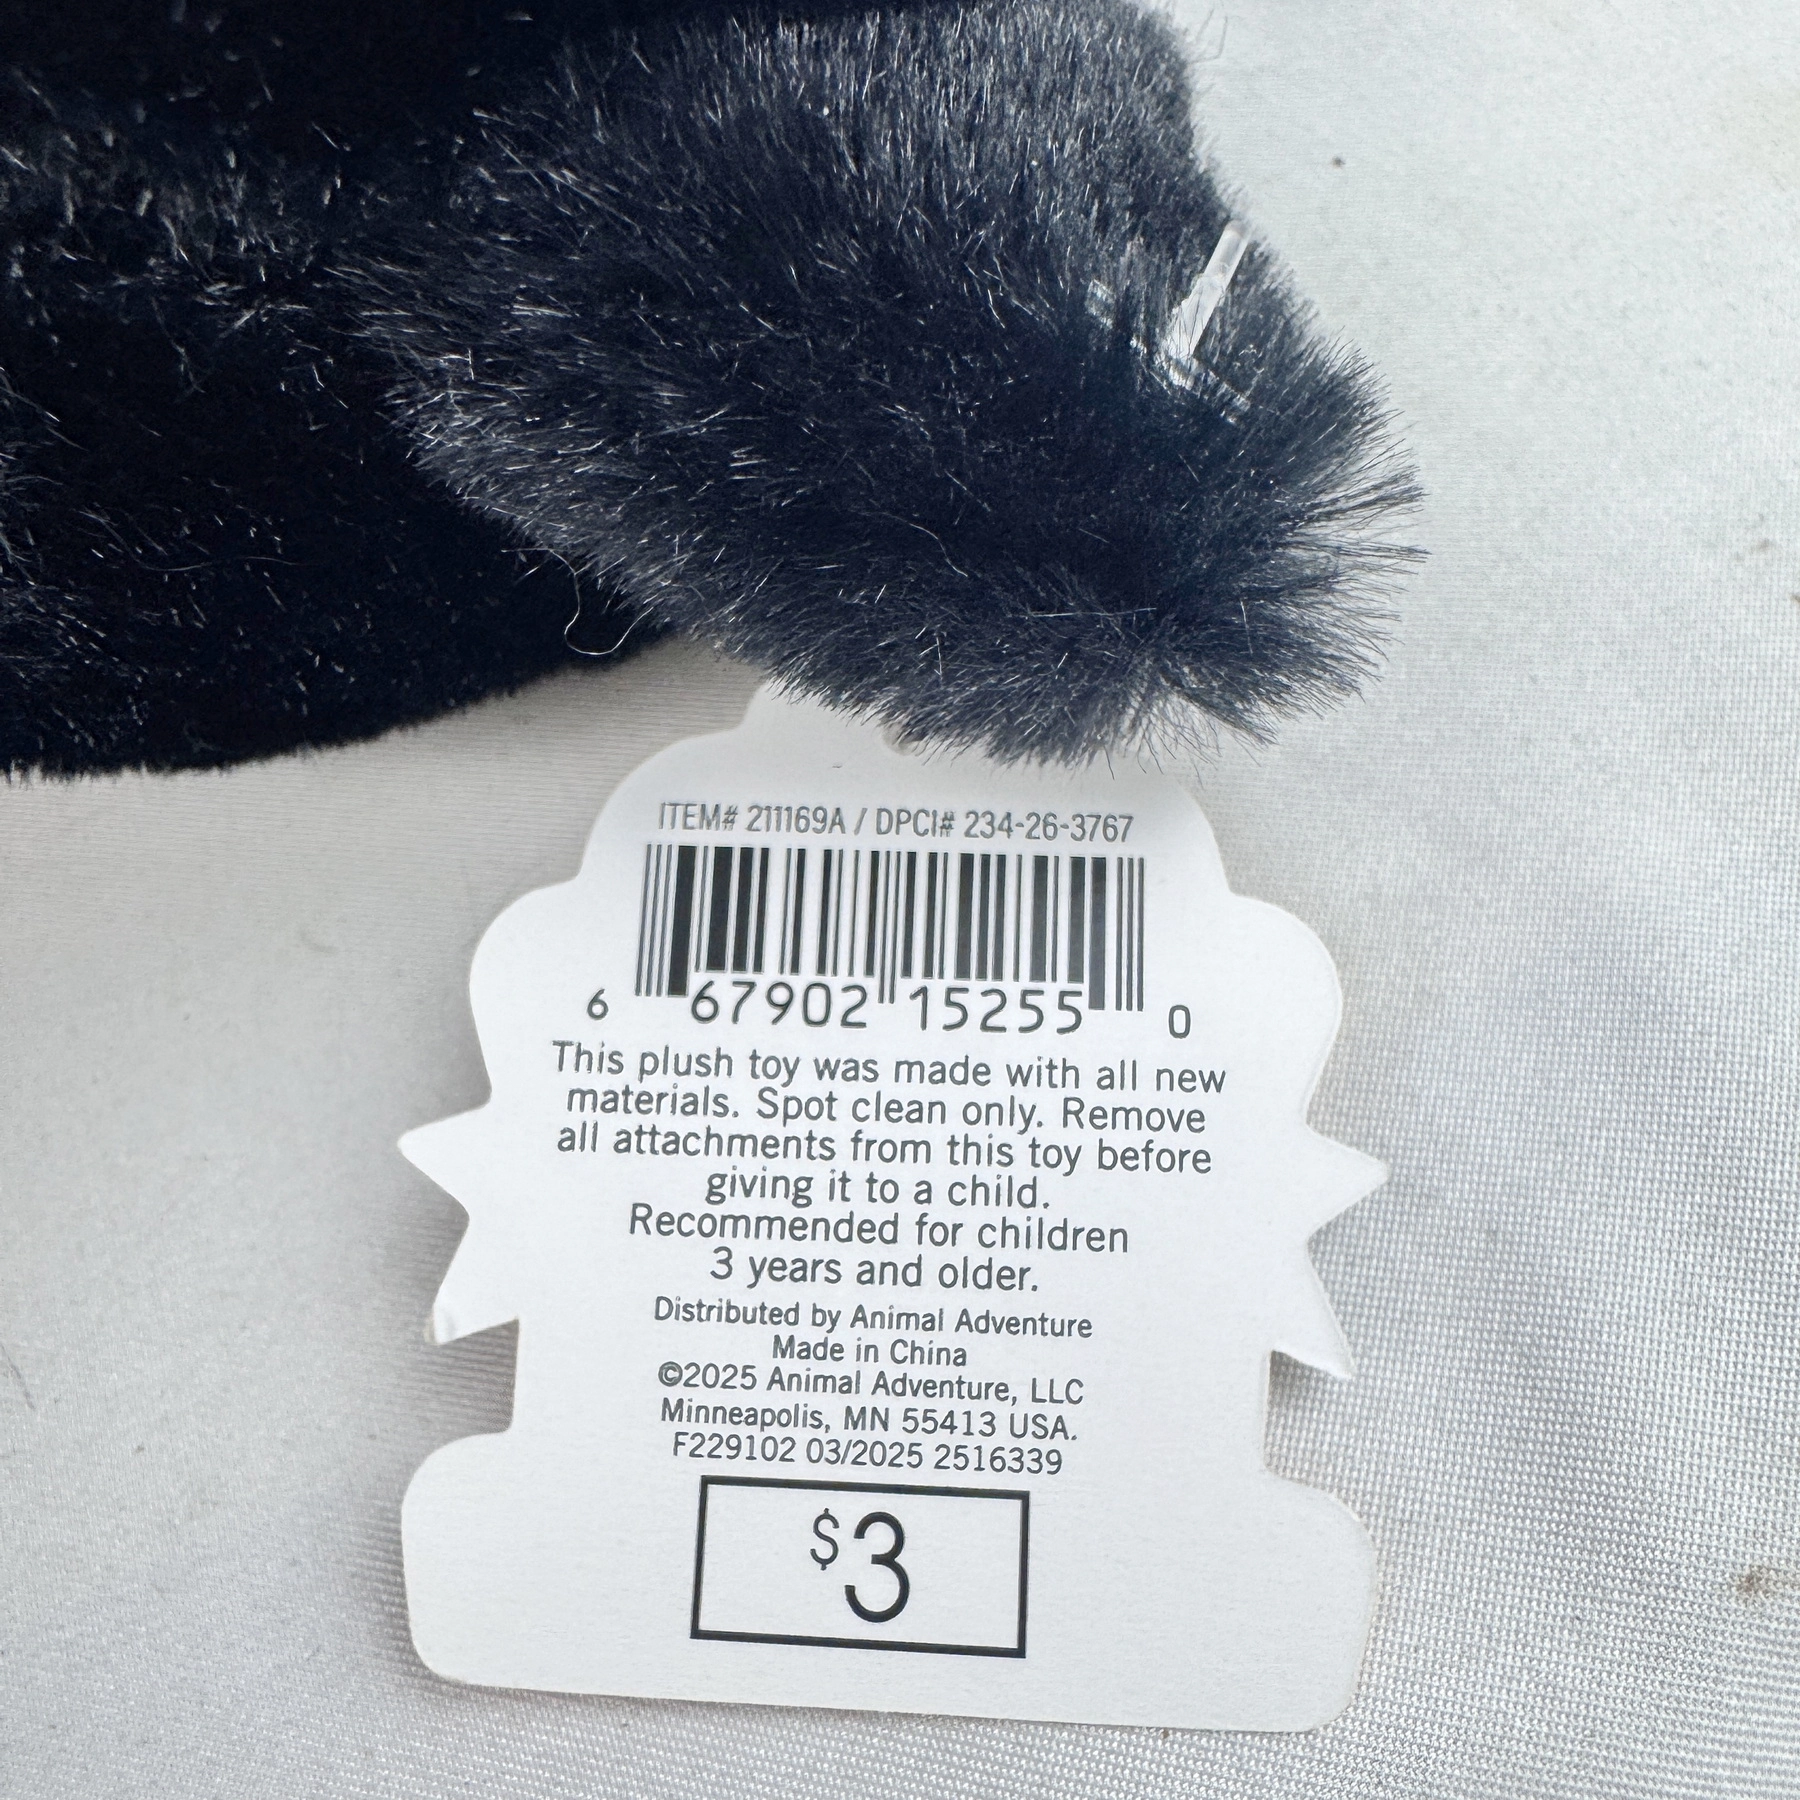 ITEM# 211169A / DPCI# 234-26-3767
6 67902 15255 0
This plush toy was made with all new
materials. Spot clean only. Remove
all attachments from this toy before
giving it to a child.
Recommended for children
3 years and older.
Distributed by Animal Adventure
Made in China
©2025 Animal Adventure, LLC
Minneapolis, MN 55413 USA.
F229102 03/2025 2516339
$3